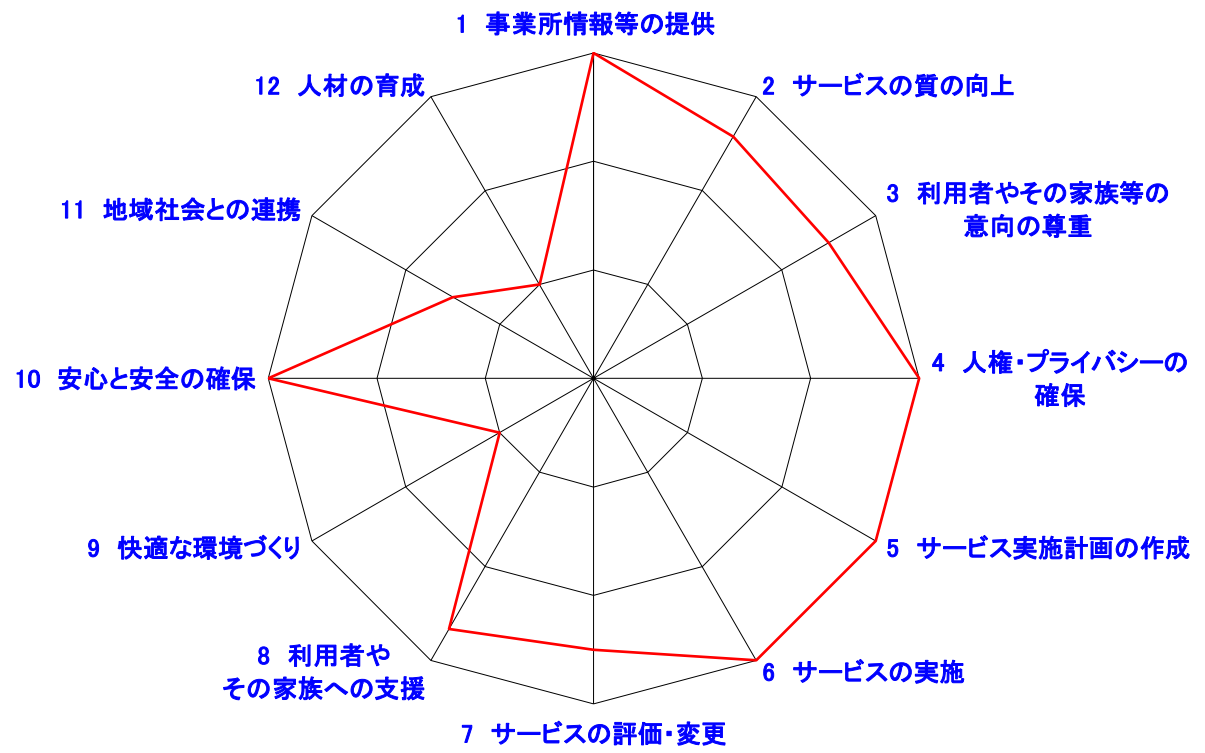 1 事業所情報等の提供
2 サービスの質の向上
3 利用者やその家族等の
意向の尊重
4 人権・プライバシーの
確保
5 サービス実施計画の作成
6 サービスの実施
7 サービスの評価・変更
8 利用者や
その家族への支援
9 快適な環境づくり
10 安心と安全の確保
11 地域社会との連携
12 人材の育成